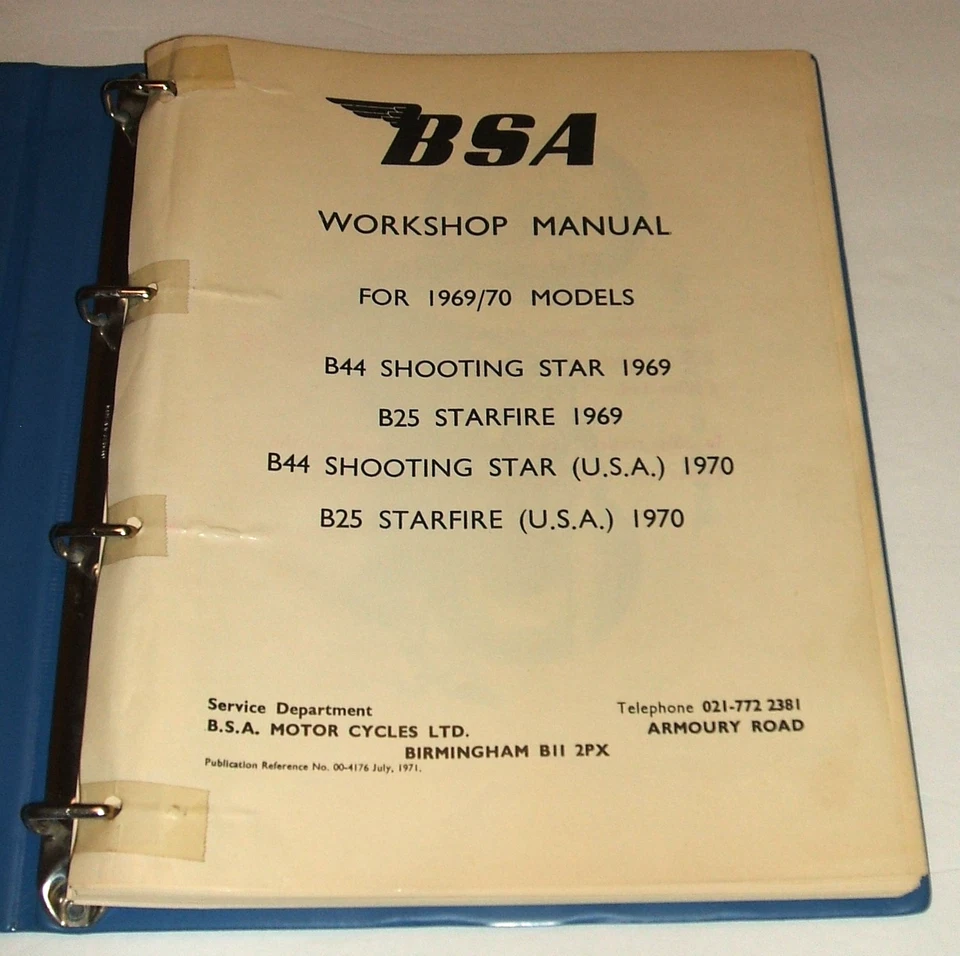 BSA
WORKSHOP MANUAL
FOR 1969/70 MODELS
B44 SHOOTING STAR 1969
B25 STARFIRE 1969
B44 SHOOTING STAR (U.S.A.) 1970
B25 STARFIRE (U.S.A.) 1970
Service Department Telephone 021-772 2381
B.S.A. MOTOR CYCLES LTD. ARMOURY ROAD
BIRMINGHAM B11 2PX
Publication Reference No. 00-4176 July, 1971.